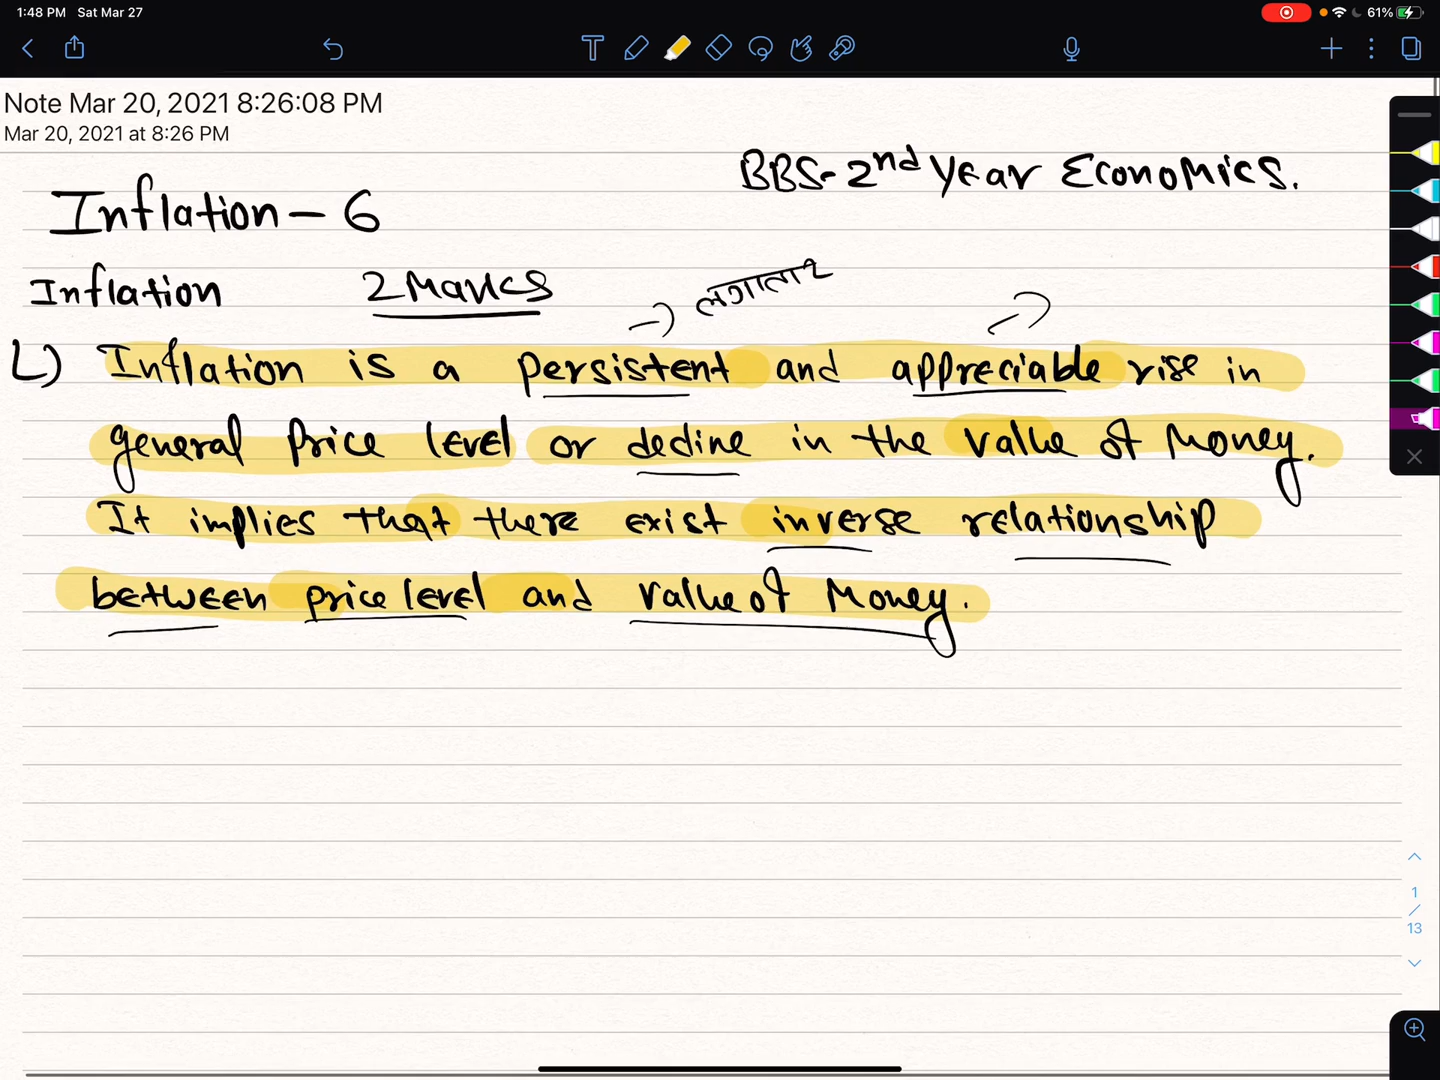 1:48 PM Sat Mar 27
61%
Note Mar 20, 2021 8:26:08 PM
Mar 20, 2021 at 8:26 PM
BBS-2nd Year Economics.
Inflation - 6
Inflation 2 Marks
लगातार
Inflation is a persistent and appreciable rise in
general price level or decline in the value of Money.
It implies that there exist inverse relationship
between price level and value of Money.
1
/
13